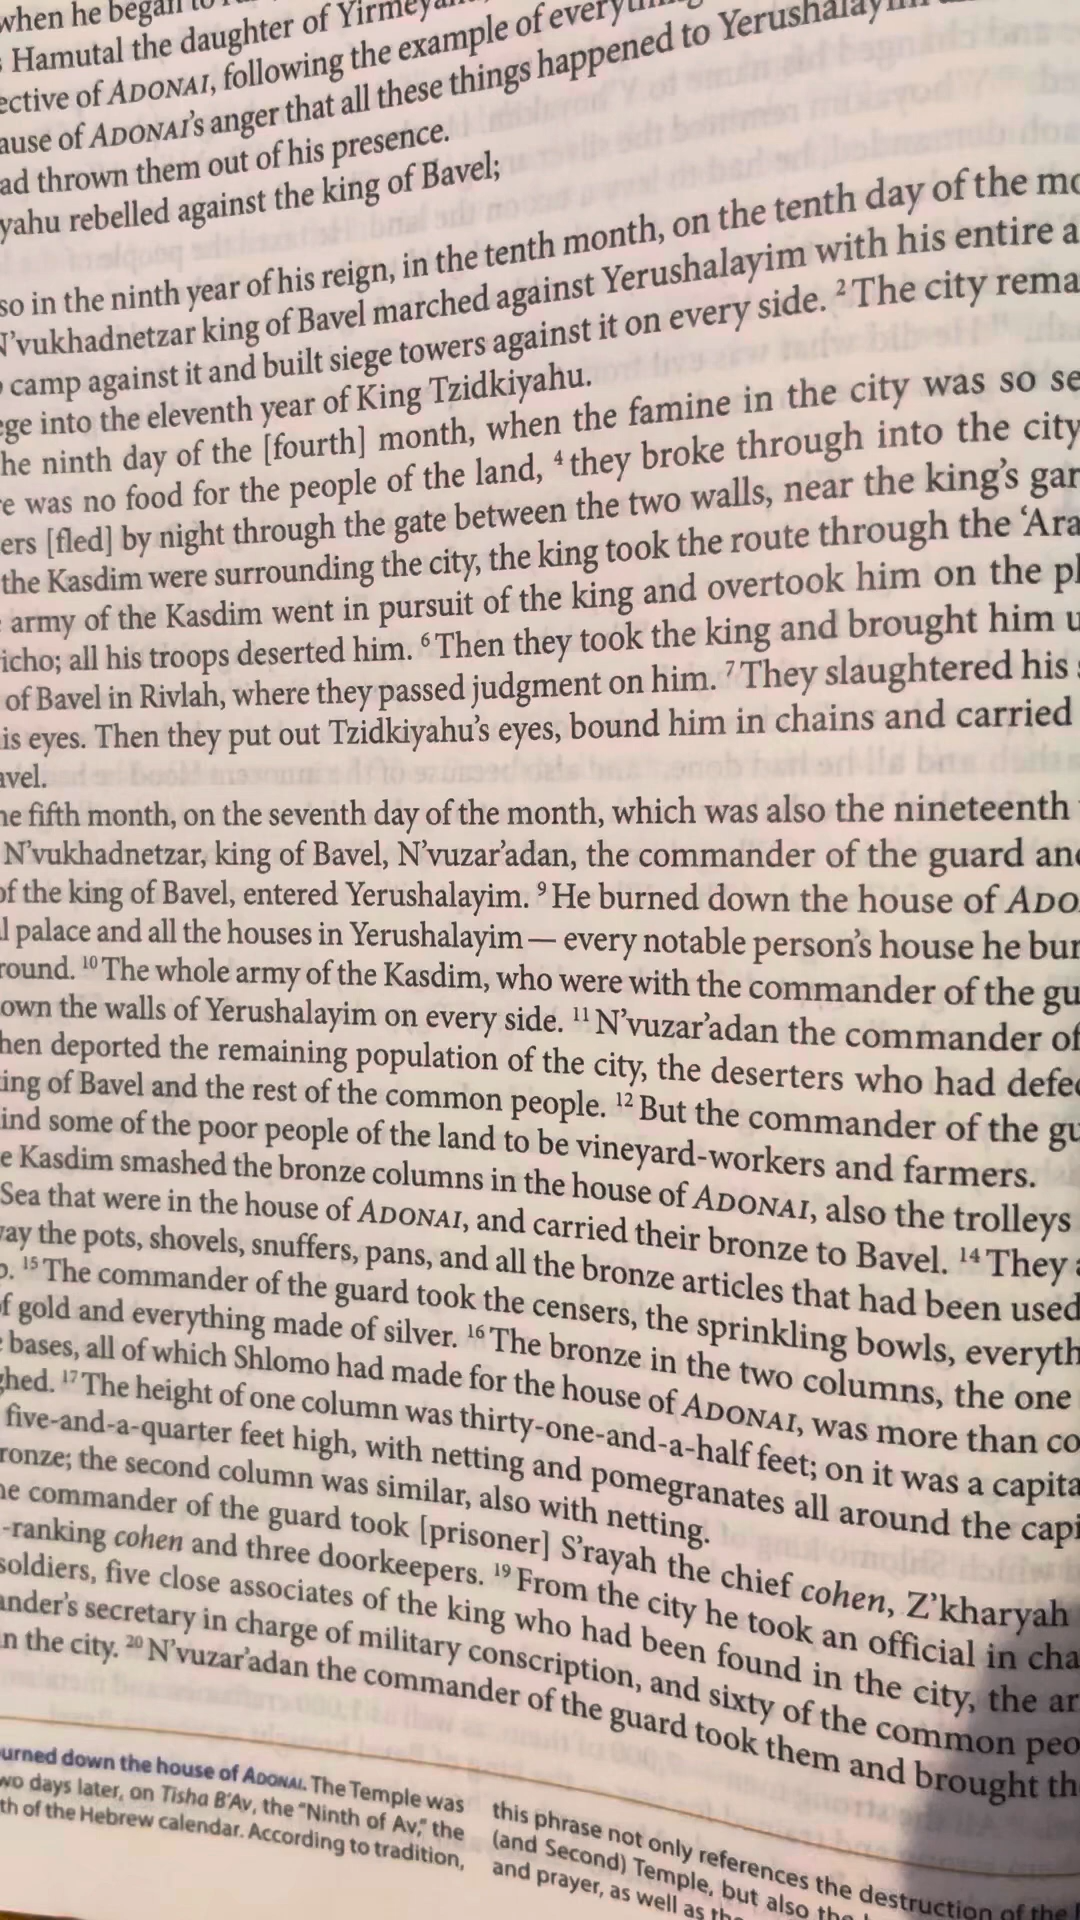 when he began to
Hamutal the daughter of
ective of ADONAI, following the example of
ause of ADONAI's anger that all these things happened to Yerushalayim
ad thrown them out of his presence.
yahu rebelled against the king of Bavel;
so in the ninth year of his reign, in the tenth month, on the tenth day of the mo
N'vukhadnetzar king of Bavel marched against Yerushalayim with his entire a
camp against it and built siege towers against it on every side. 2 The city rema
ege into the eleventh year of King Tzidkiyahu.
he ninth day of the [fourth] month, when the famine in the city was so se
e was no food for the people of the land, 4 they broke through into the city
ers [fled] by night through the gate between the two walls, near the king's gar
the Kasdim were surrounding the city, the king took the route through the ‘Ara
army of the Kasdim went in pursuit of the king and overtook him on the pl
icho; all his troops deserted him. 6 Then they took the king and brought him u
of Bavel in Rivlah, where they passed judgment on him. 7 They slaughtered his
is eyes. Then they put out Tzidkiyahu's eyes, bound him in chains and carried
avel.
he fifth month, on the seventh day of the month, which was also the nineteenth
N'vukhadnetzar, king of Bavel, N'vuzar'adan, the commander of the guard and
of the king of Bavel, entered Yerushalayim. 9 He burned down the house of ADO
l palace and all the houses in Yerushalayim — every notable person's house he bur
round. 10 The whole army of the Kasdim, who were with the commander of the gu
own the walls of Yerushalayim on every side. 11 N'vuzar'adan the commander of
hen deported the remaining population of the city, the deserters who had defec
ing of Bavel and the rest of the common people. 12 But the commander of the gu
ind some of the poor people of the land to be vineyard-workers and farmers.
e Kasdim smashed the bronze columns in the house of ADONAI, also the trolleys
Sea that were in the house of ADONAI, and carried their bronze to Bavel. 14 They
ay the pots, shovels, snuffers, pans, and all the bronze articles that had been used
p. 15 The commander of the guard took the censers, the sprinkling bowls, everyth
f gold and everything made of silver. 16 The bronze in the two columns, the one
bases, all of which Shlomo had made for the house of ADONAI, was more than co
ghed. 17 The height of one column was thirty-one-and-a-half feet; on it was a capita
five-and-a-quarter feet high, with netting and pomegranates all around the capi
ronze; the second column was similar, also with netting.
he commander of the guard took [prisoner] S'rayah the chief cohen, Z'kharyah
-ranking cohen and three doorkeepers. 19 From the city he took an official in cha
soldiers, five close associates of the king who had been found in the city, the ar
ander's secretary in charge of military conscription, and sixty of the common peo
n the city. 20 N'vuzar'adan the commander of the guard took them and brought th
urned down the house of ADONAI. The Temple was
wo days later, on Tisha B'Av, the "Ninth of Av," the
th of the Hebrew calendar. According to tradition,
this phrase not only references the destruction of the
(and Second) Temple, but also the
and prayer, as well as